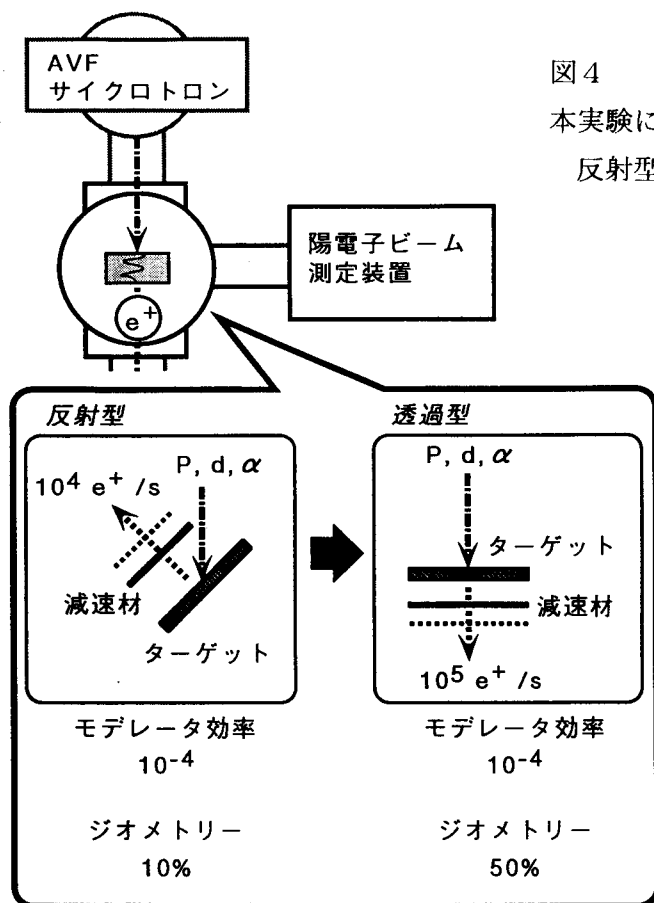 AVF
サイクロトロン
図4
本実験に
反射型
陽電子ビーム
測定装置
e⁺
反射型
P, d, α
10⁴ e⁺ /s
減速材
ターゲット
モデレータ効率
10⁻⁴
ジオメトリー
10%
透過型
P, d, α
ターゲット
減速材
10⁵ e⁺ /s
モデレータ効率
10⁻⁴
ジオメトリー
50%